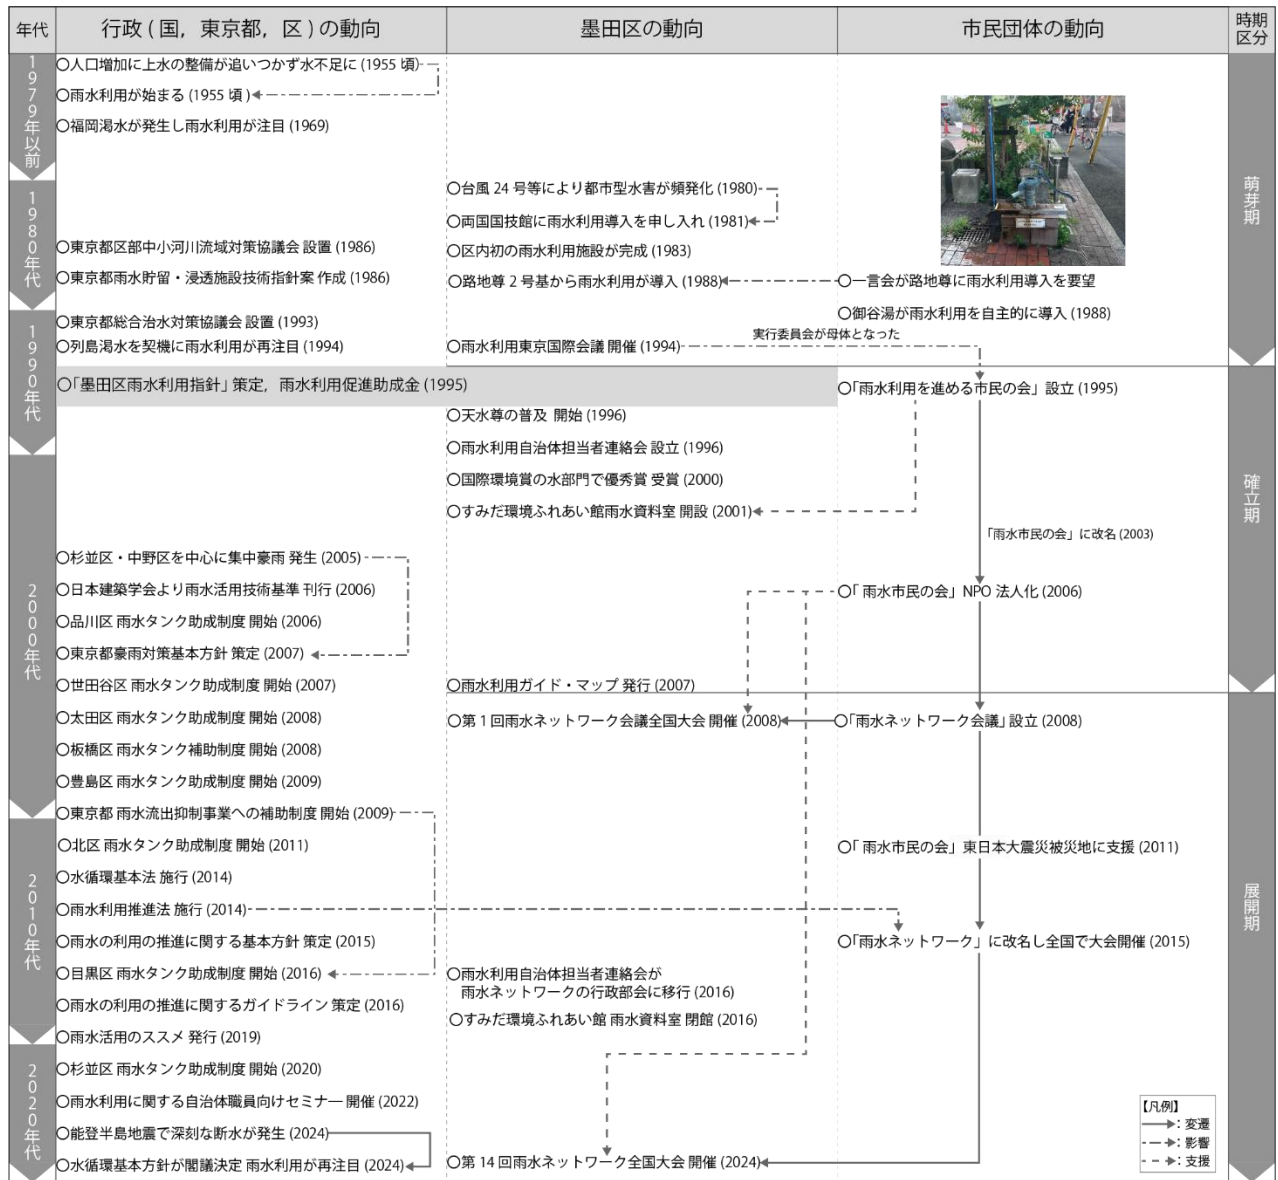 年代
行政 ( 国，東京都，区 ) の動向
墨田区の動向
市民団体の動向
時期
区分
1979年以前
〇人口増加に上水の整備が追いつかず水不足に (1955 頃)
〇雨水利用が始まる (1955 頃 )
〇福岡渇水が発生し雨水利用が注目 (1969)
1980年代
〇台風 24 号等により都市型水害が頻発化 (1980)
〇両国国技館に雨水利用導入を申し入れ (1981)
〇東京都区部中小河川流域対策協議会 設置 (1986)
〇区内初の雨水利用施設が完成 (1983)
〇東京都雨水貯留・浸透施設技術指針案 作成 (1986)
〇路地尊 2 号基から雨水利用が導入 (1988)
〇一言会が路地尊に雨水利用導入を要望
〇御谷湯が雨水利用を自主的に導入 (1988)
萌芽期
1990年代
〇東京都総合治水対策協議会 設置 (1993)
実行委員会が母体となった
〇列島渇水を契機に雨水利用が再注目 (1994)
〇雨水利用東京国際会議 開催 (1994)
〇「墨田区雨水利用指針」策定，雨水利用促進助成金 (1995)
〇「雨水利用を進める市民の会」設立 (1995)
〇天水尊の普及 開始 (1996)
〇雨水利用自治体担当者連絡会 設立 (1996)
〇国際環境賞の水部門で優秀賞 受賞 (2000)
〇すみだ環境ふれあい館雨水資料室 開設 (2001)
確立期
「雨水市民の会」に改名 (2003)
2000年代
〇杉並区・中野区を中心に集中豪雨 発生 (2005)
〇日本建築学会より雨水活用技術基準 刊行 (2006)
〇「 雨水市民の会」NPO 法人化 (2006)
〇品川区 雨水タンク助成制度 開始 (2006)
〇東京都豪雨対策基本方針 策定 (2007)
〇世田谷区 雨水タンク助成制度 開始 (2007)
〇雨水利用ガイド・マップ 発行 (2007)
〇太田区 雨水タンク助成制度 開始 (2008)
〇第 1 回雨水ネットワーク会議全国大会 開催 (2008)
〇「雨水ネットワーク会議」設立 (2008)
〇板橋区 雨水タンク補助制度 開始 (2008)
〇豊島区 雨水タンク助成制度 開始 (2009)
〇東京都 雨水流出抑制事業への補助制度 開始 (2009)
2010年代
〇北区 雨水タンク助成制度 開始 (2011)
〇「 雨水市民の会」東日本大震災被災地に支援 (2011)
〇水循環基本法 施行 (2014)
〇雨水利用推進法 施行 (2014)
〇雨水の利用の推進に関する基本方針 策定 (2015)
〇「雨水ネットワーク」に改名し全国で大会開催 (2015)
展開期
〇目黒区 雨水タンク助成制度 開始 (2016)
〇雨水利用自治体担当者連絡会が
雨水ネットワークの行政部会に移行 (2016)
〇雨水の利用の推進に関するガイドライン 策定 (2016)
〇すみだ環境ふれあい館 雨水資料室 閉館 (2016)
〇雨水活用のススメ 発行 (2019)
2020年代
〇杉並区 雨水タンク助成制度 開始 (2020)
〇雨水利用に関する自治体職員向けセミナー 開催 (2022)
〇能登半島地震で深刻な断水が発生 (2024)
〇水循環基本方針が閣議決定 雨水利用が再注目 (2024)
〇第 14 回雨水ネットワーク全国大会 開催 (2024)
【凡例】
：変遷
：影響
：支援